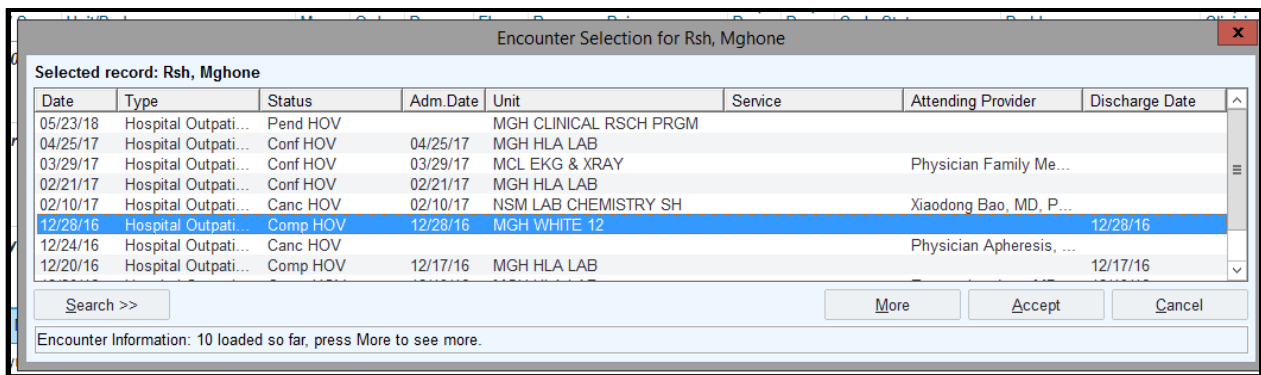 Encounter Selection for Rsh, Mghone
x
Selected record: Rsh, Mghone
Date Type Status Adm.Date Unit Service Attending Provider Discharge Date
05/23/18 Hospital Outpati... Pend HOV MGH CLINICAL RSCH PRGM
04/25/17 Hospital Outpati... Conf HOV 04/25/17 MGH HLA LAB
03/29/17 Hospital Outpati... Conf HOV 03/29/17 MCL EKG & XRAY Physician Family Me...
02/21/17 Hospital Outpati... Conf HOV 02/21/17 MGH HLA LAB
02/10/17 Hospital Outpati... Canc HOV 02/10/17 NSM LAB CHEMISTRY SH Xiaodong Bao, MD, P...
12/28/16 Hospital Outpati... Comp HOV 12/28/16 MGH WHITE 12 12/28/16
12/24/16 Hospital Outpati... Canc HOV Physician Apheresis, ...
12/20/16 Hospital Outpati... Comp HOV 12/17/16 MGH HLA LAB 12/17/16
Search >> More Accept Cancel
Encounter Information: 10 loaded so far, press More to see more.